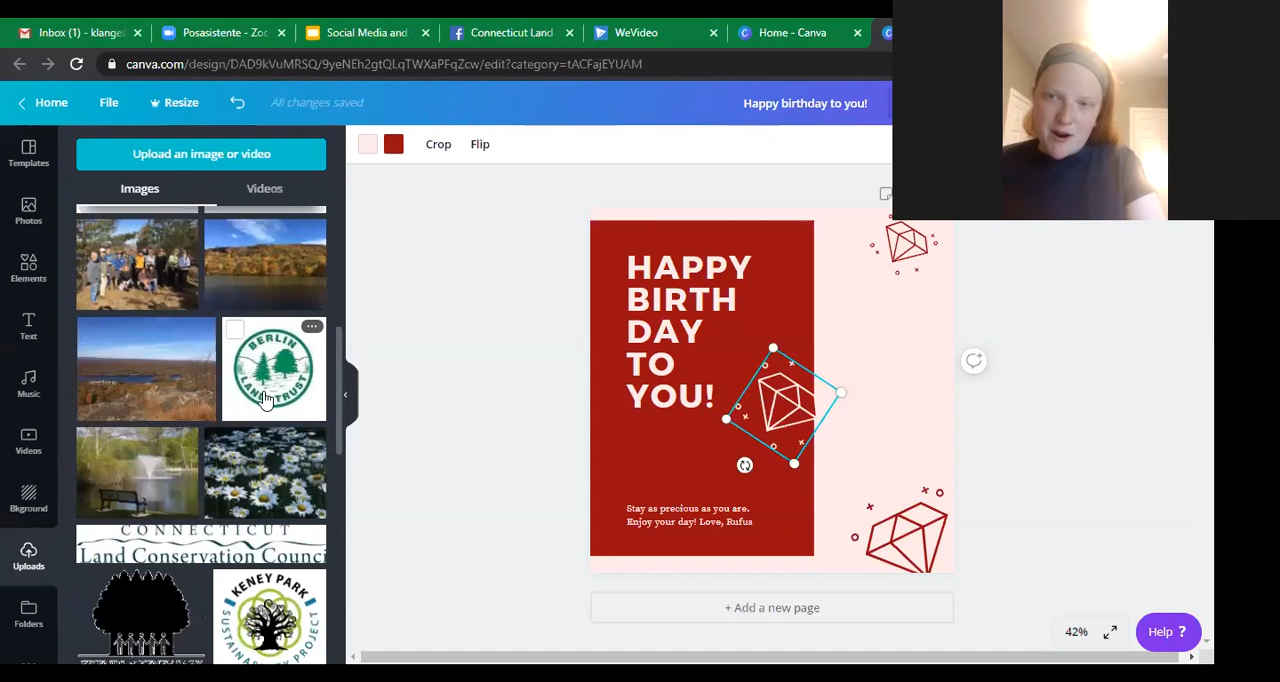 Inbox (1) - klange
Posasistente - Zoo
Social Media and
Connecticut Land
WeVideo
Home - Canva
canva.com/design/DAD9kVuMRSQ/9yeNEh2gtQLqTWXaPFqZcw/edit?category=tACFajEYUAM
Home
File
Resize
All changes saved
Happy birthday to you!
Templates
Photos
Elements
Text
Music
Videos
Bkground
Uploads
Folders
Upload an image or video
Images
Videos
Crop
Flip
BERLIN
LAND TRUST
CONNECTICUT
Land Conservation Counci
KENEY PARK
SUSTAINABILITY PROJECT
HAPPY
BIRTH
DAY
TO
YOU!
Stay as precious as you are.
Enjoy your day! Love, Rufus
+ Add a new page
42%
Help ?